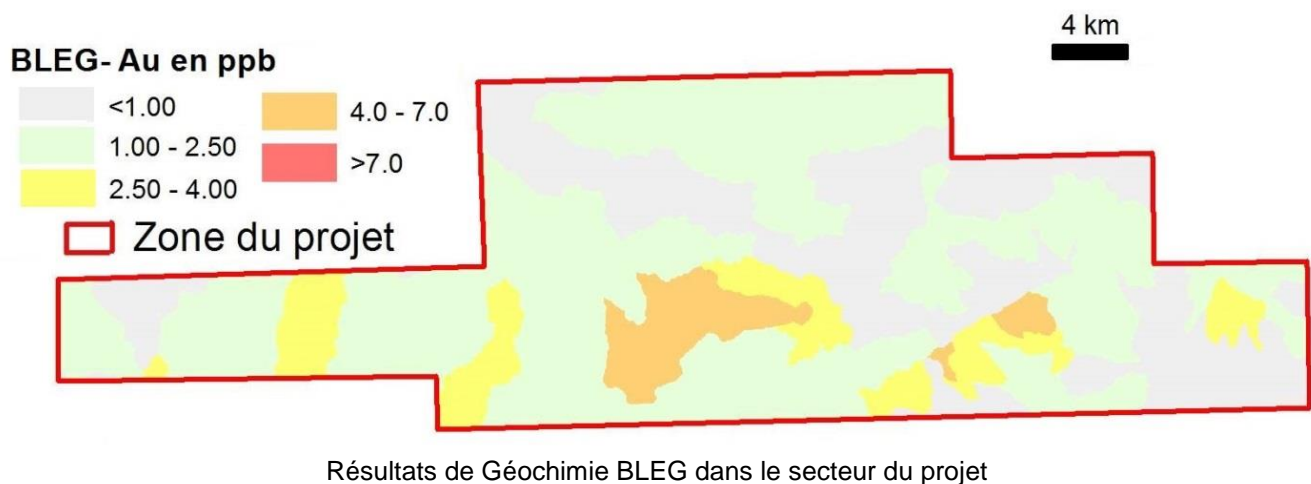 4 km
BLEG- Au en ppb
<1.00
4.0 - 7.0
1.00 - 2.50
>7.0
2.50 - 4.00
Zone du projet
Résultats de Géochimie BLEG dans le secteur du projet